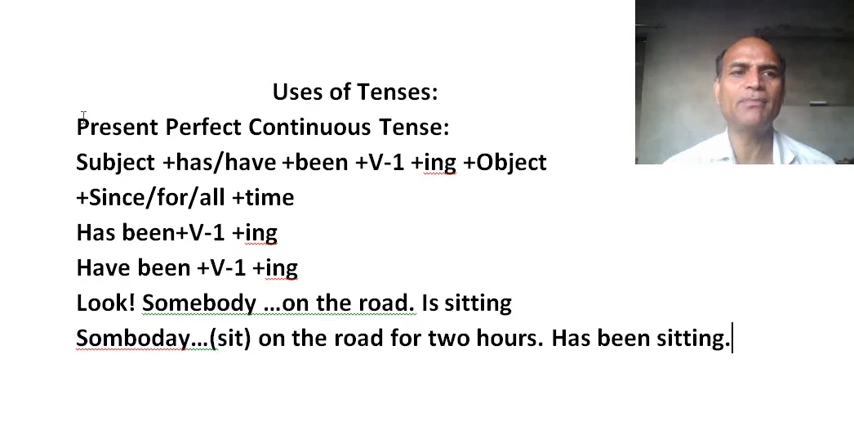 Uses of Tenses:
Present Perfect Continuous Tense:
Subject +has/have +been +V-1 +ing +Object
+Since/for/all +time
Has been+V-1 +ing
Have been +V-1 +ing
Look! Somebody ...on the road. Is sitting
Somboday...(sit) on the road for two hours. Has been sitting.